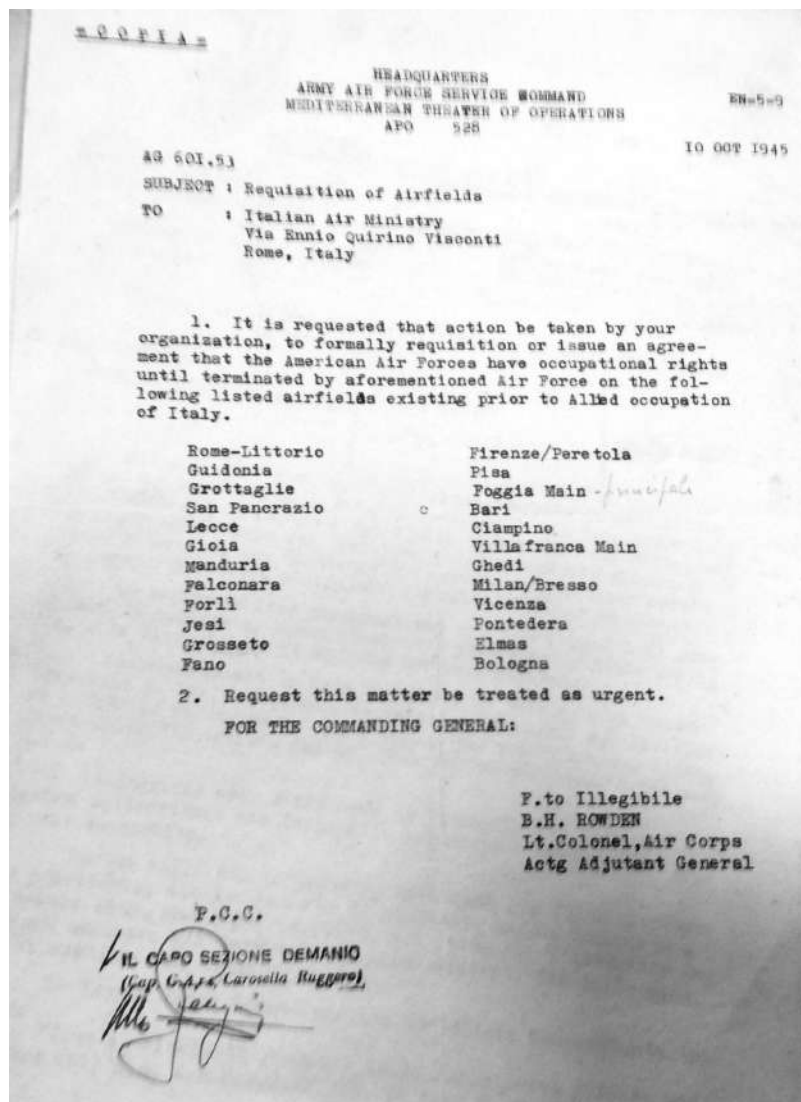 = C O P I A =
HEADQUARTERS
ARMY AIR FORCE SERVICE COMMAND
MEDITERRANEAN THEATER OF OPERATIONS
APO 528
EN-5-9
10 OCT 1945
AG 601.53
SUBJECT : Requisition of Airfields
TO : Italian Air Ministry
Via Ennio Quirino Visconti
Rome, Italy
1. It is requested that action be taken by your
organization, to formally requisition or issue an agree-
ment that the American Air Forces have occupational rights
until terminated by aforementioned Air Force on the fol-
lowing listed airfields existing prior to Allied occupation
of Italy.
Rome-Littorio Firenze/Peretola
Guidonia Pisa
Grottaglie Foggia Main - principale
San Pancrazio c Bari
Lecce Ciampino
Gioia Villafranca Main
Manduria Ghedi
Falconara Milan/Bresso
Forlì Vicenza
Jesi Pontedera
Grosseto Elmas
Fano Bologna
2. Request this matter be treated as urgent.
FOR THE COMMANDING GENERAL:
F.to Illegibile
B.H. ROWDEN
Lt.Colonel,Air Corps
Actg Adjutant General
P.C.C.
IL CAPO SEZIONE DEMANIO
(Cap. G.A.r.s. Carosella Ruggero)